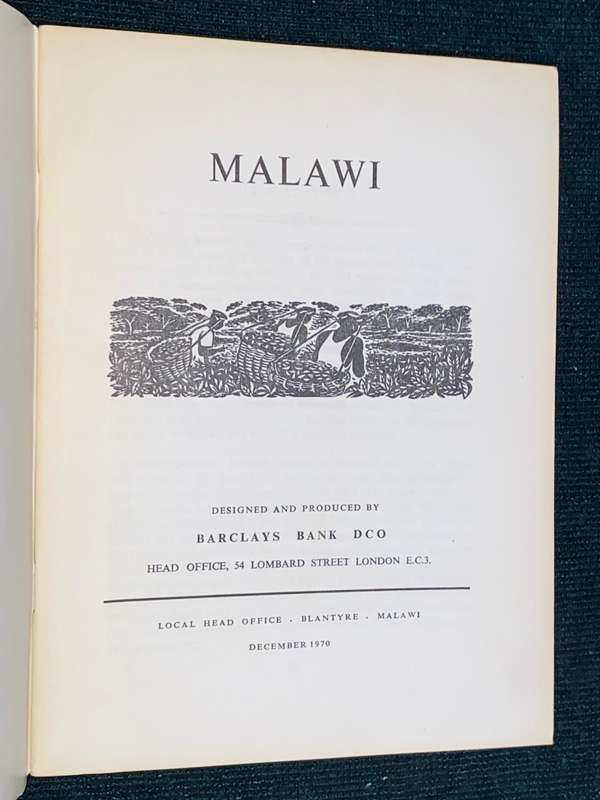 MALAWI
DESIGNED AND PRODUCED BY
BARCLAYS BANK DCO
HEAD OFFICE, 54 LOMBARD STREET LONDON E.C.3.
LOCAL HEAD OFFICE . BLANTYRE . MALAWI
DECEMBER 1970